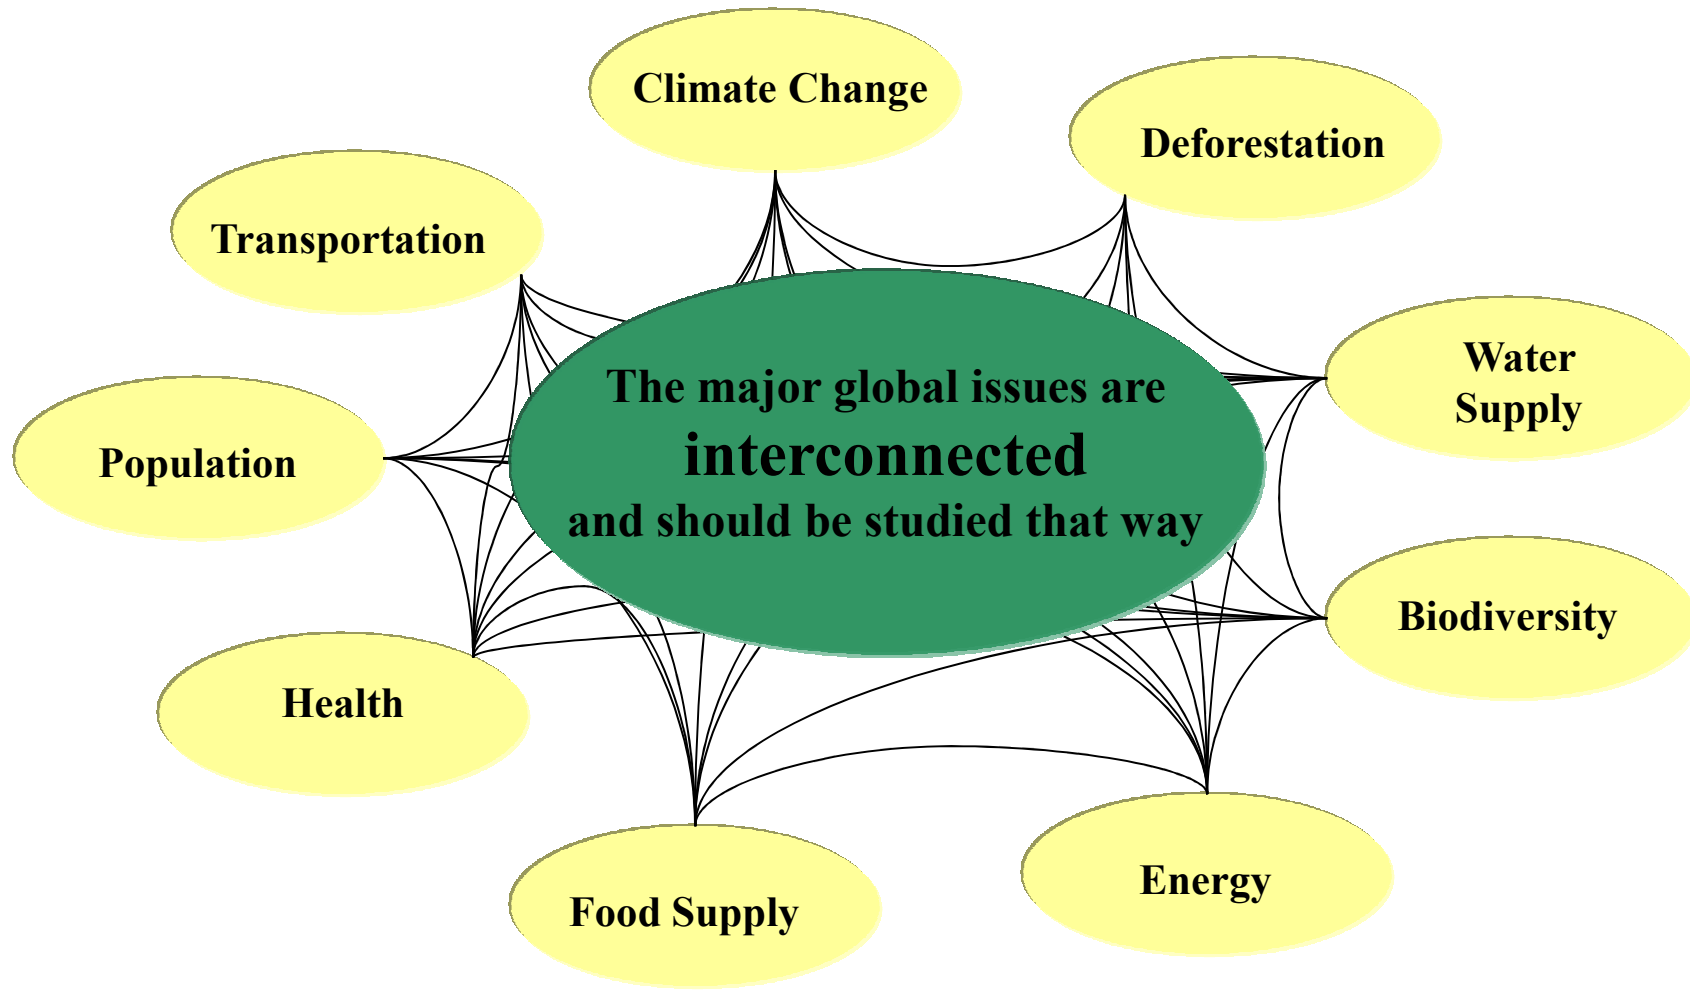 Climate Change
Deforestation
Transportation
Water
Supply
The major global issues are
interconnected
and should be studied that way
Population
Biodiversity
Health
Energy
Food Supply